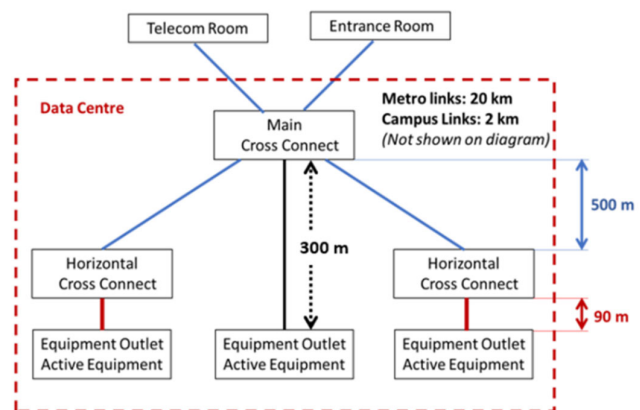 Telecom Room
Entrance Room
Data Centre
Metro links: 20 km
Campus Links: 2 km
(Not shown on diagram)
Main
Cross Connect
500 m
300 m
Horizontal
Cross Connect
Horizontal
Cross Connect
90 m
Equipment Outlet
Active Equipment
Equipment Outlet
Active Equipment
Equipment Outlet
Active Equipment